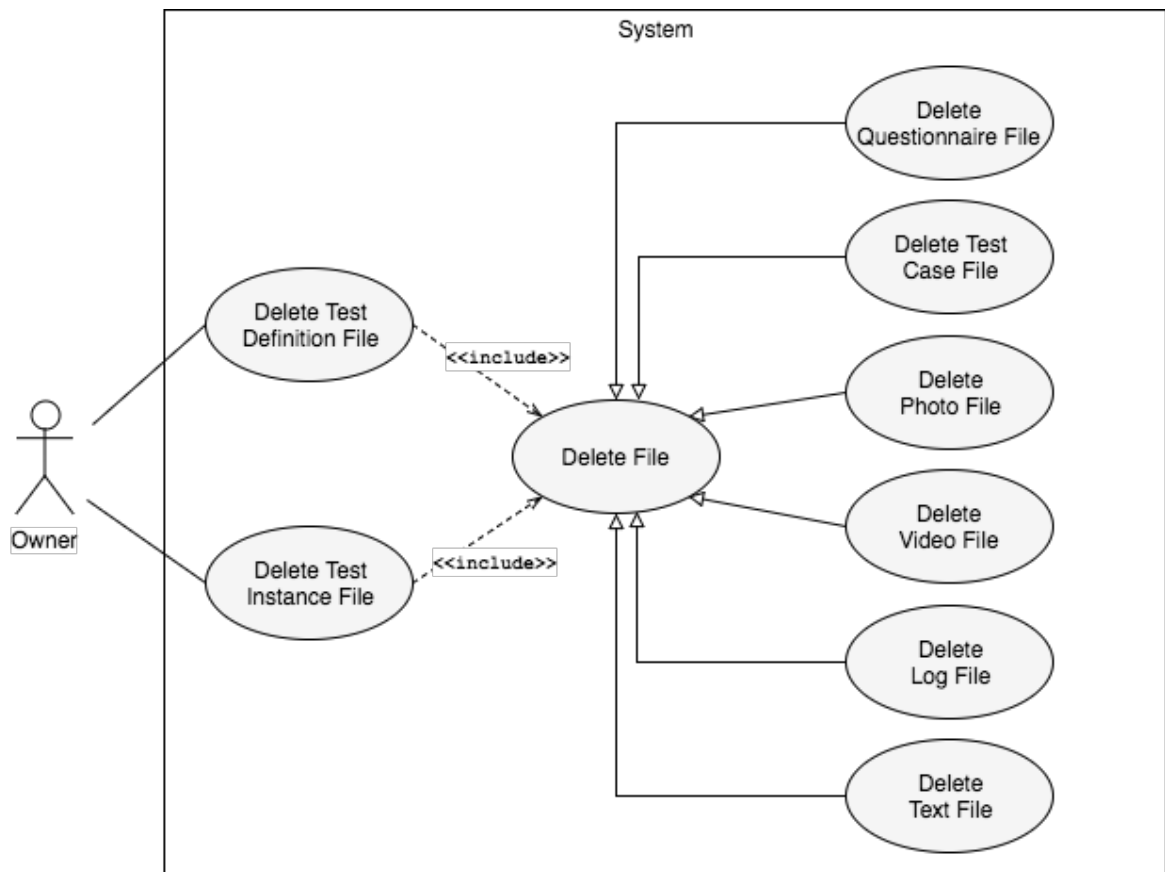 System
Delete
Questionnaire File
Delete Test
Case File
Delete Test
Definition File
<<include>>
Delete
Photo File
Delete File
Owner
Delete
Video File
<<include>>
Delete Test
Instance File
Delete
Log File
Delete
Text File